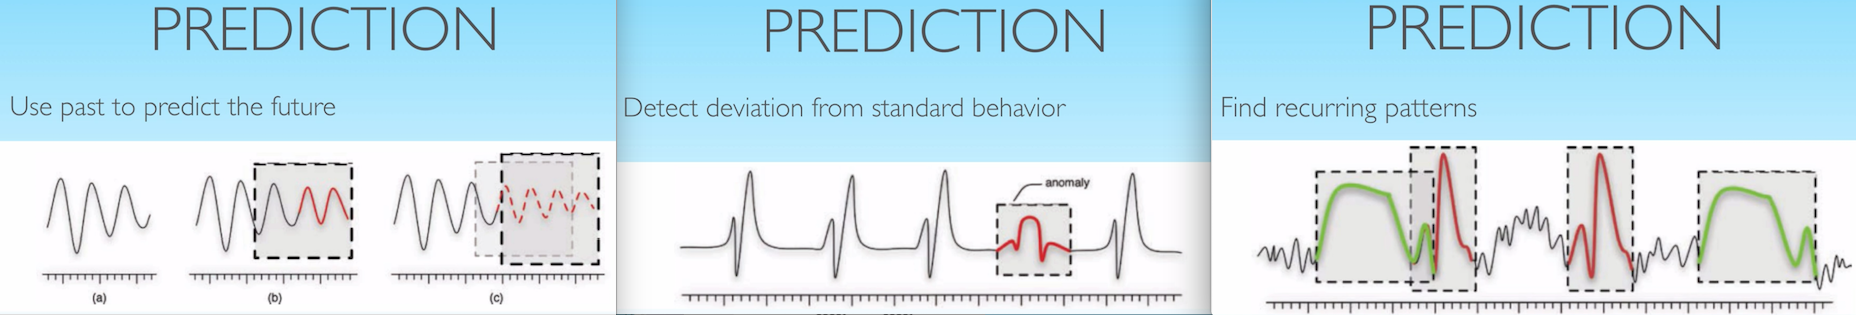 PREDICTION
Use past to predict the future
(a)
(b)
(c)
PREDICTION
Detect deviation from standard behavior
anomaly
PREDICTION
Find recurring patterns